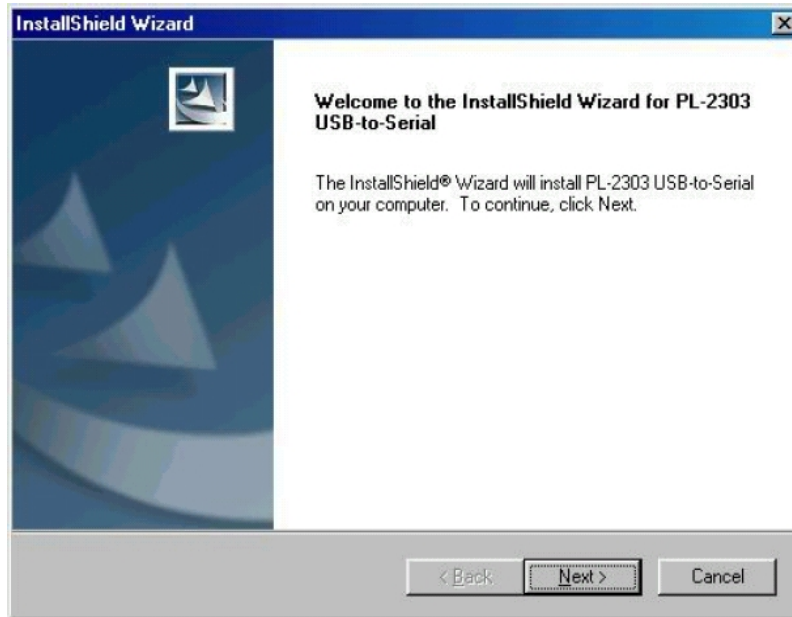 InstallShield Wizard
Welcome to the InstallShield Wizard for PL-2303
USB-to-Serial
The InstallShield® Wizard will install PL-2303 USB-to-Serial
on your computer.  To continue, click Next.
< Back
Next >
Cancel